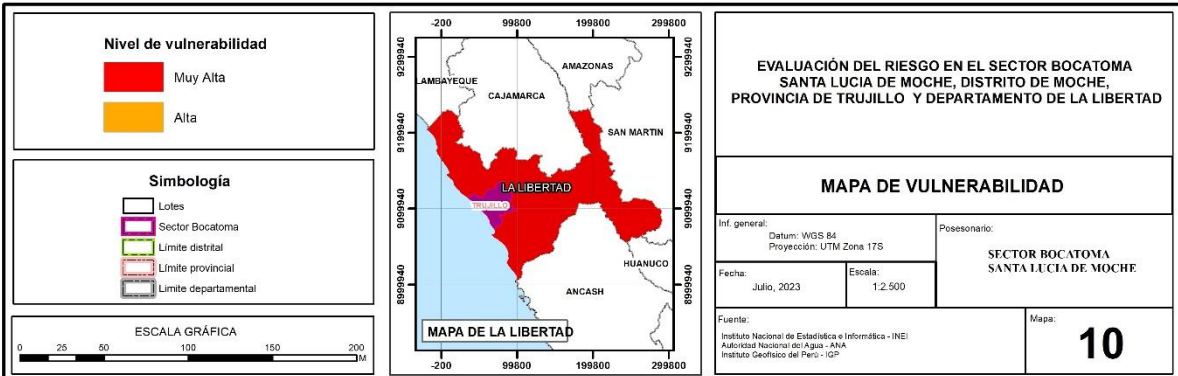 Nivel de vulnerabilidad
Muy Alta
Alta
Simbología
Lotes
Sector Bocatoma
Límite distrital
Límite provincial
Limite departamental
ESCALA GRÁFICA
0 25 50 100 150 200
M
-200 99800 199800 299800
9299940
9199940
9099940
8999940
LAMBAYEQUE
AMAZONAS
CAJAMARCA
SAN MARTIN
LA LIBERTAD
TRUJILLO
HUANUCO
ANCASH
MAPA DE LA LIBERTAD
9299940
9199940
9099940
8999940
-200 99800 199800 299800
EVALUACIÓN DEL RIESGO EN EL SECTOR BOCATOMA
SANTA LUCIA DE MOCHE, DISTRITO DE MOCHE,
PROVINCIA DE TRUJILLO Y DEPARTAMENTO DE LA LIBERTAD
MAPA DE VULNERABILIDAD
Inf. general:
Datum: WGS 84
Proyección: UTM Zona 17S
Posesonario:
SECTOR BOCATOMA
SANTA LUCIA DE MOCHE
Fecha:
Julio, 2023
Escala:
1:2.500
Fuente:
Instituto Nacional de Estadística e Informática - INEI
Autoridad Nacional del Agua - ANA
Instituto Geofísico del Perú - IGP
Mapa:
10